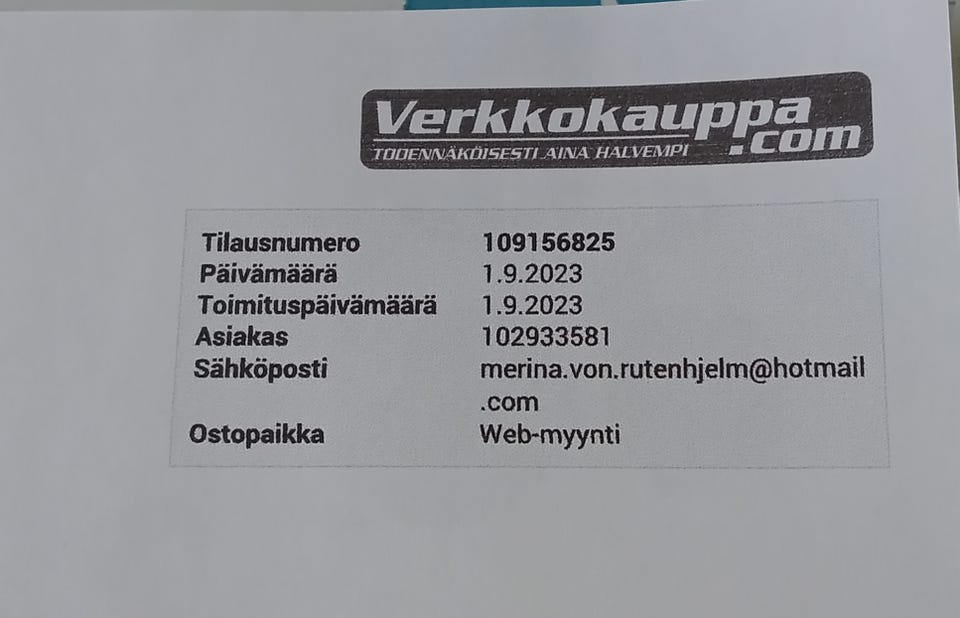 Verkkokauppa
.com
TODENNÄKÖISESTI AINA HALVEMPI
Tilausnumero 109156825
Päivämäärä 1.9.2023
Toimituspäivämäärä 1.9.2023
Asiakas 102933581
Sähköposti merina.von.rutenhjelm@hotmail
.com
Ostopaikka Web-myynti